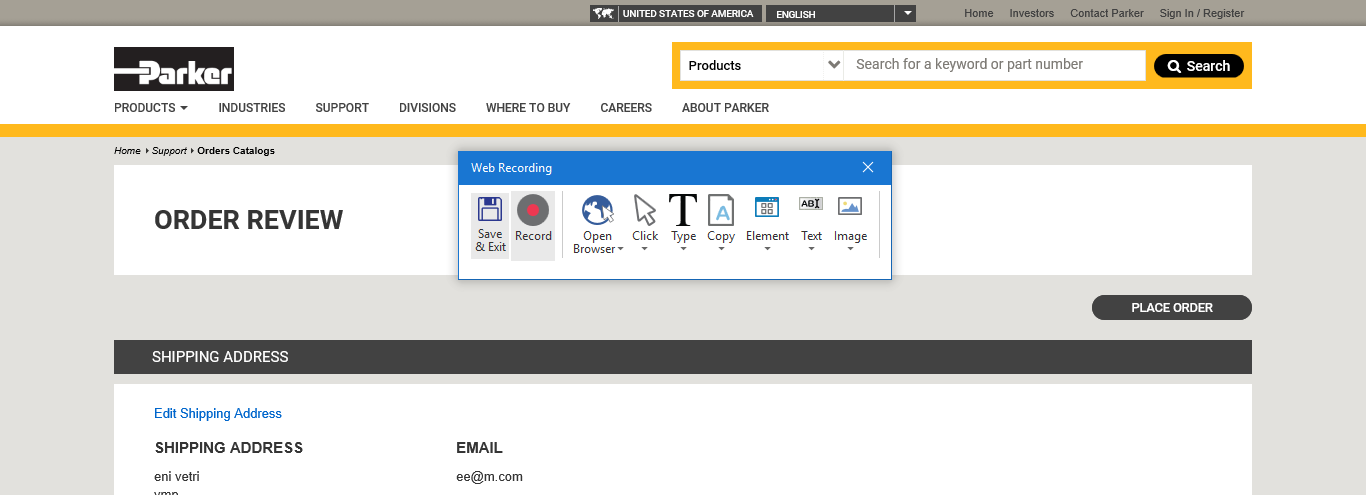 UNITED STATES OF AMERICA ENGLISH Home Investors Contact Parker Sign In / Register
Parker
Products Search for a keyword or part number Search
PRODUCTS INDUSTRIES SUPPORT DIVISIONS WHERE TO BUY CAREERS ABOUT PARKER
Home Support Orders Catalogs
Web Recording
ORDER REVIEW
Save & Exit
Record
Open Browser
Click
Type
Copy
Element
Text
Image
PLACE ORDER
SHIPPING ADDRESS
Edit Shipping Address
SHIPPING ADDRESS EMAIL
eni vetri ee@m.com